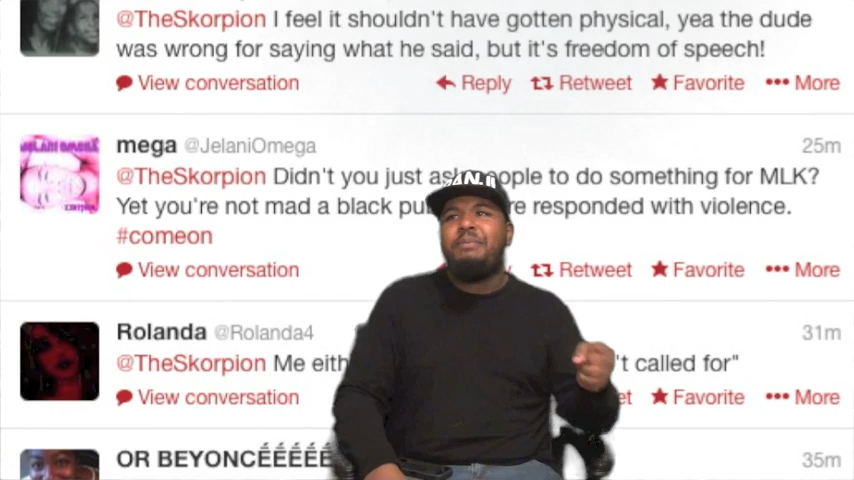 @TheSkorpion I feel it shouldn't have gotten physical, yea the dude
was wrong for saying what he said, but it's freedom of speech!
View conversation Reply Retweet Favorite More
mega @JelaniOmega 25m
@TheSkorpion Didn't you just ask people to do something for MLK?
Yet you're not mad a black responded with violence.
#comeon
View conversation Retweet Favorite More
Rolanda @Rolanda4 31m
@TheSkorpion Me eith 't called for"
View conversation et Favorite More
OR BEYONCÉÉÉÉÉ 35m